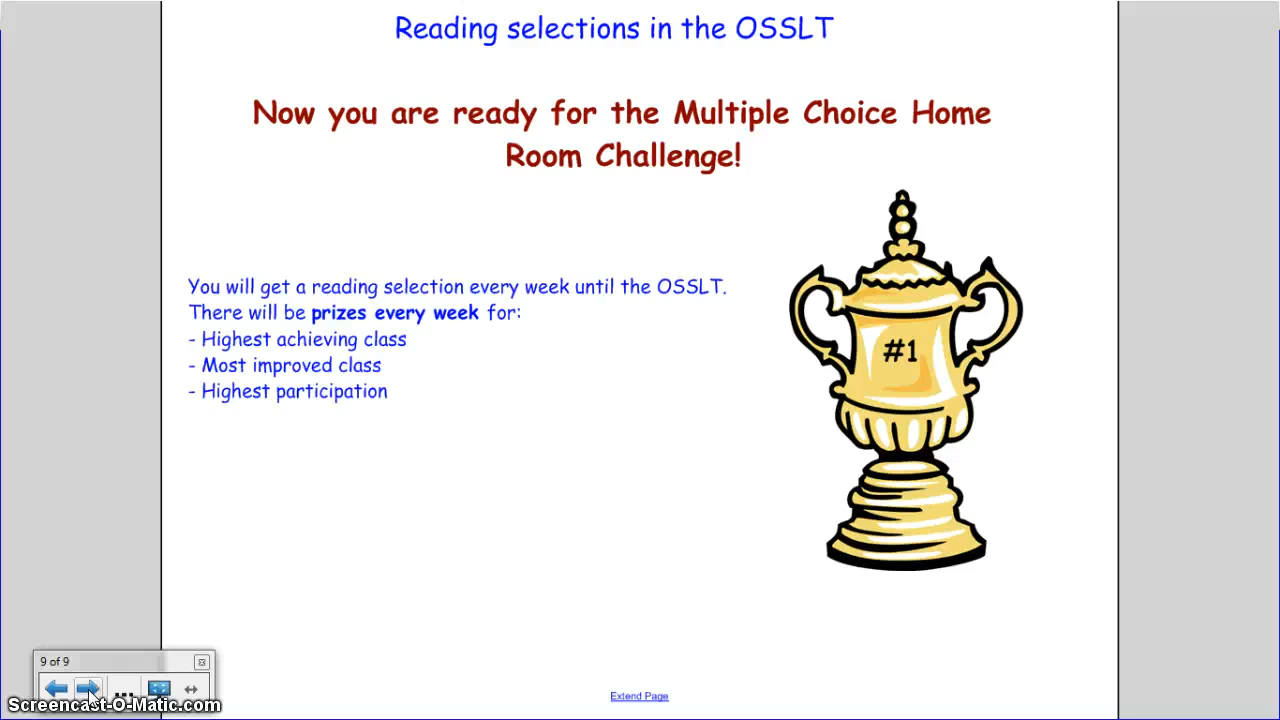 Reading selections in the OSSLT
Now you are ready for the Multiple Choice Home
Room Challenge!
You will get a reading selection every week until the OSSLT.
There will be prizes every week for:
- Highest achieving class
- Most improved class
- Highest participation
#1
9 of 9
Extend Page
Screencast-O-Matic.com